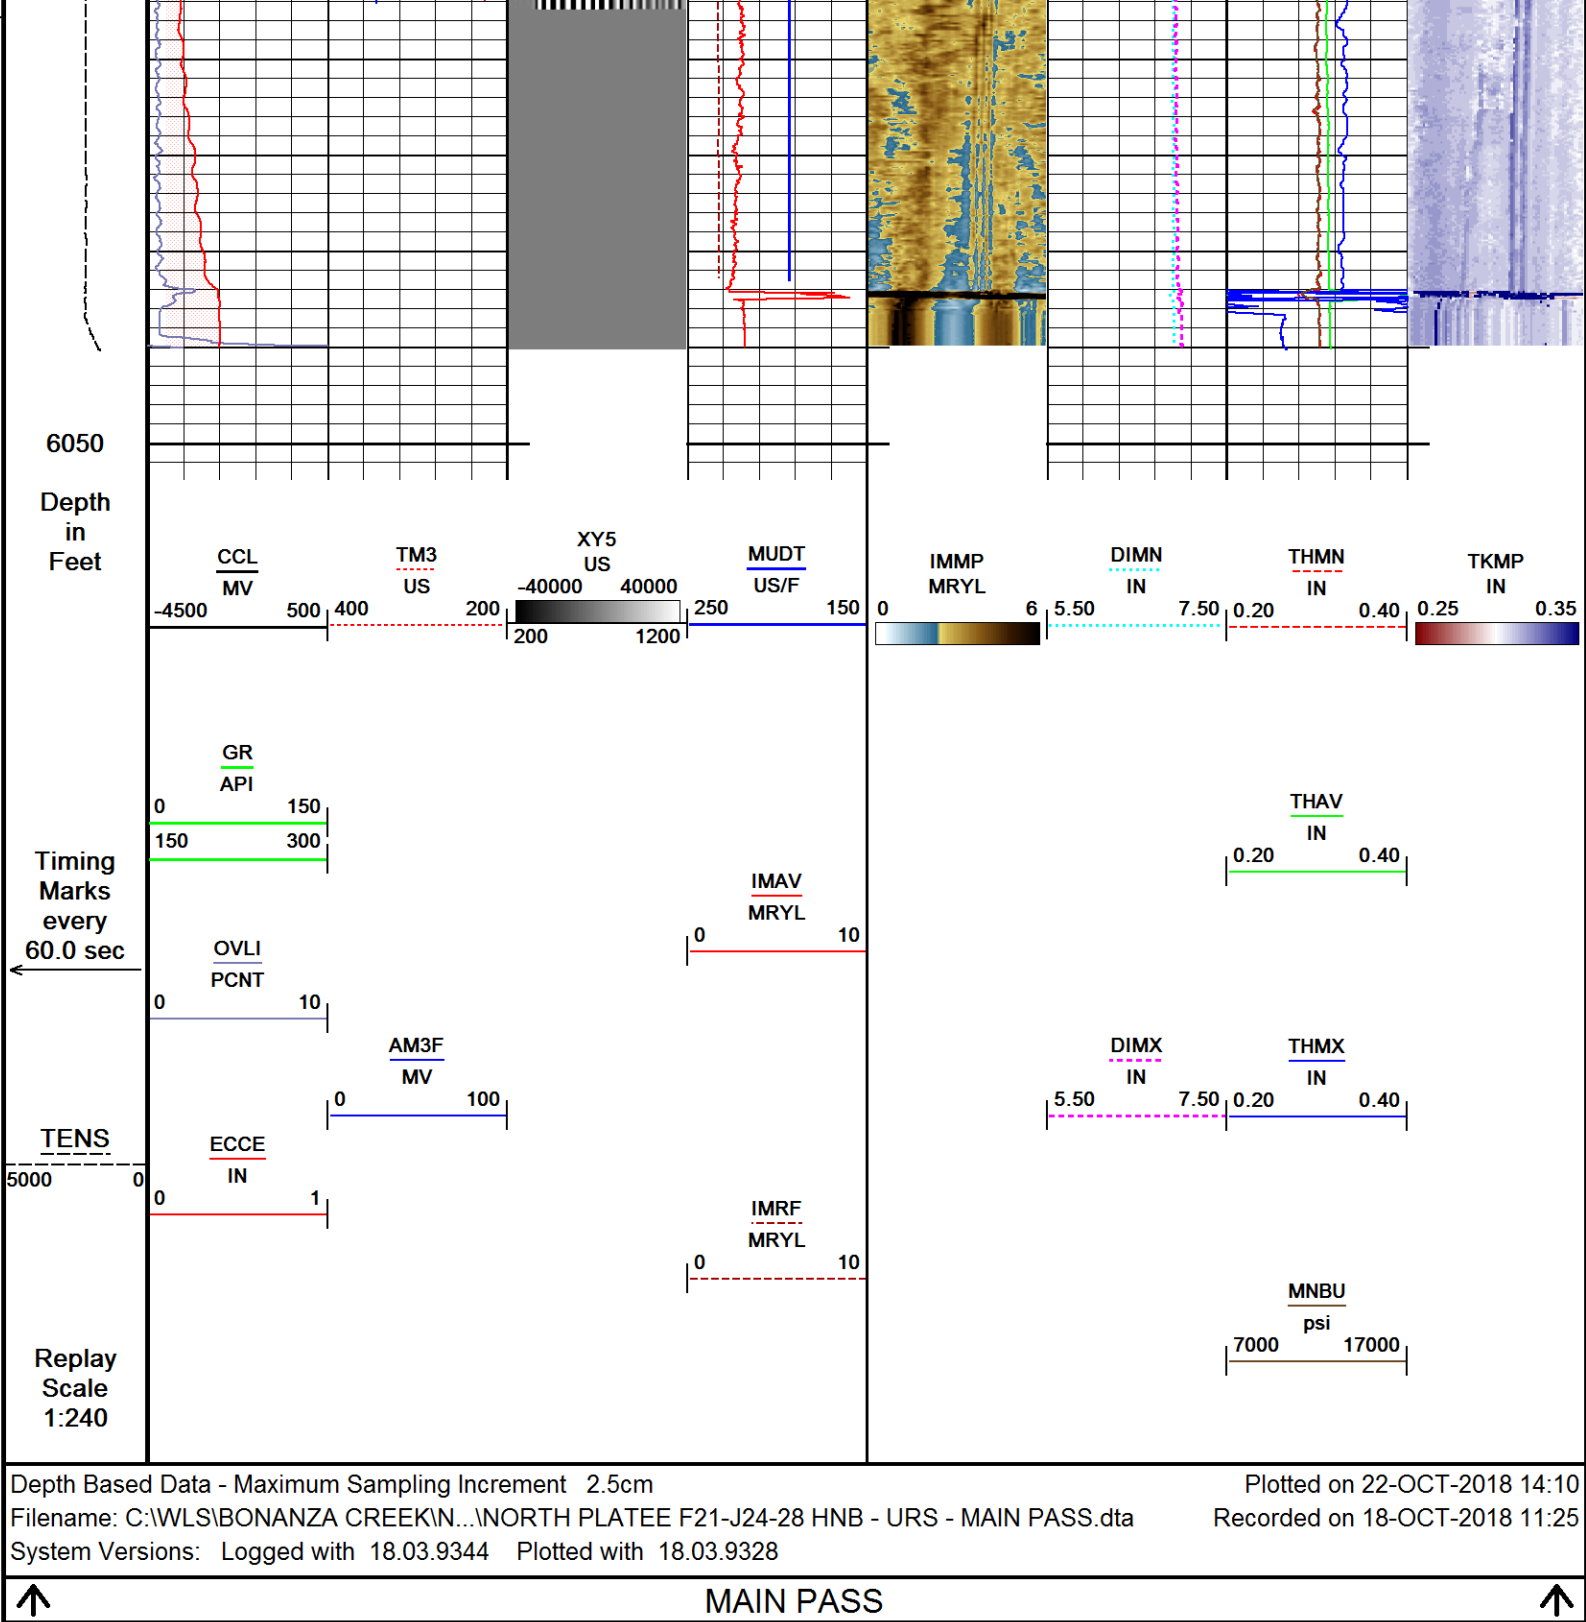 6050
Depth
in
Feet
CCL
MV
-4500 500
TM3
US
400 200
XY5
US
-40000 40000
200 1200
MUDT
US/F
250 150
IMMP
MRYL
0 6
DIMN
IN
5.50 7.50
THMN
IN
0.20 0.40
TKMP
IN
0.25 0.35
GR
API
0 150
150 300
THAV
IN
0.20 0.40
Timing
Marks
every
60.0 sec
IMAV
MRYL
0 10
OVLI
PCNT
0 10
AM3F
MV
0 100
DIMX
IN
5.50 7.50
THMX
IN
0.20 0.40
TENS
5000 0
ECCE
IN
0 1
IMRF
MRYL
0 10
MNBU
psi
7000 17000
Replay
Scale
1:240
Depth Based Data - Maximum Sampling Increment 2.5cm
Plotted on 22-OCT-2018 14:10
Filename: C:\WLS\BONANZA CREEK\N...\NORTH PLATEE F21-J24-28 HNB - URS - MAIN PASS.dta
Recorded on 18-OCT-2018 11:25
System Versions: Logged with 18.03.9344 Plotted with 18.03.9328
MAIN PASS